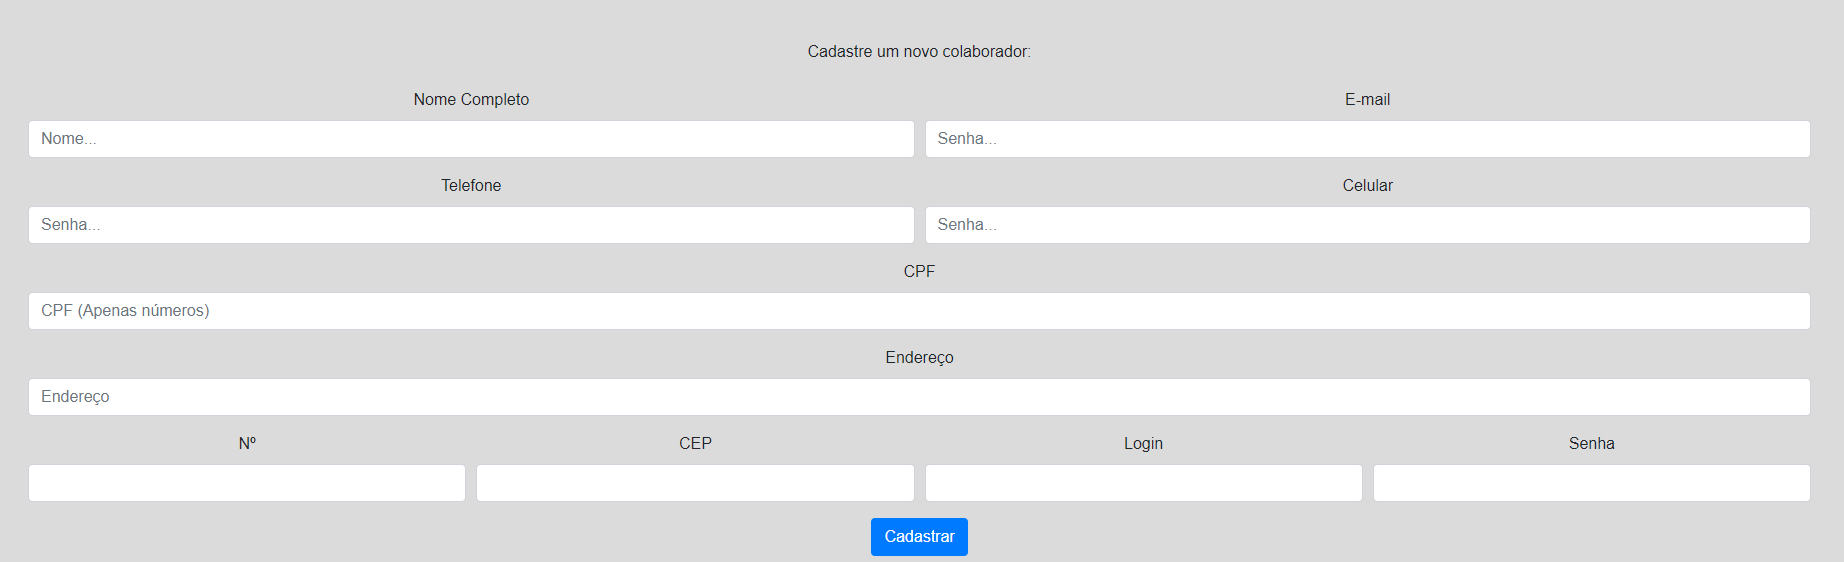 Cadastre um novo colaborador:
Nome Completo E-mail
Nome... Senha...
Telefone Celular
Senha... Senha...
CPF
CPF (Apenas números)
Endereço
Endereço
Nº CEP Login Senha
Cadastrar